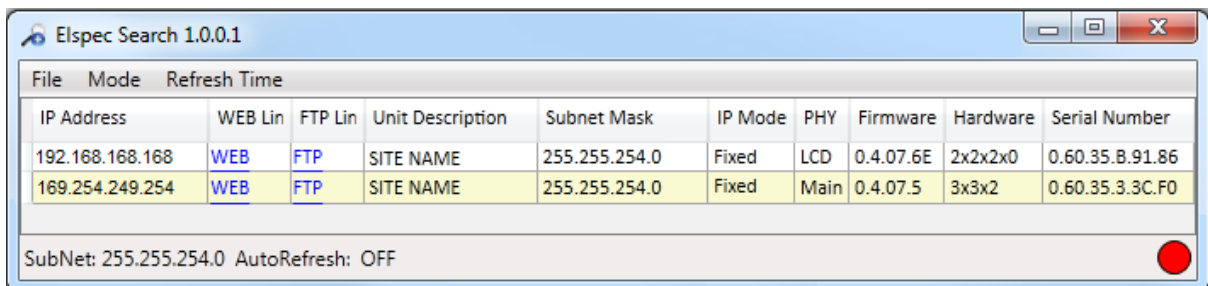 Elspec Search 1.0.0.1
File Mode Refresh Time
IP Address WEB Lin FTP Lin Unit Description Subnet Mask IP Mode PHY Firmware Hardware Serial Number
192.168.168.168 WEB FTP SITE NAME 255.255.254.0 Fixed LCD 0.4.07.6E 2x2x2x0 0.60.35.B.91.86
169.254.249.254 WEB FTP SITE NAME 255.255.254.0 Fixed Main 0.4.07.5 3x3x2 0.60.35.3.3C.F0
SubNet: 255.255.254.0 AutoRefresh: OFF